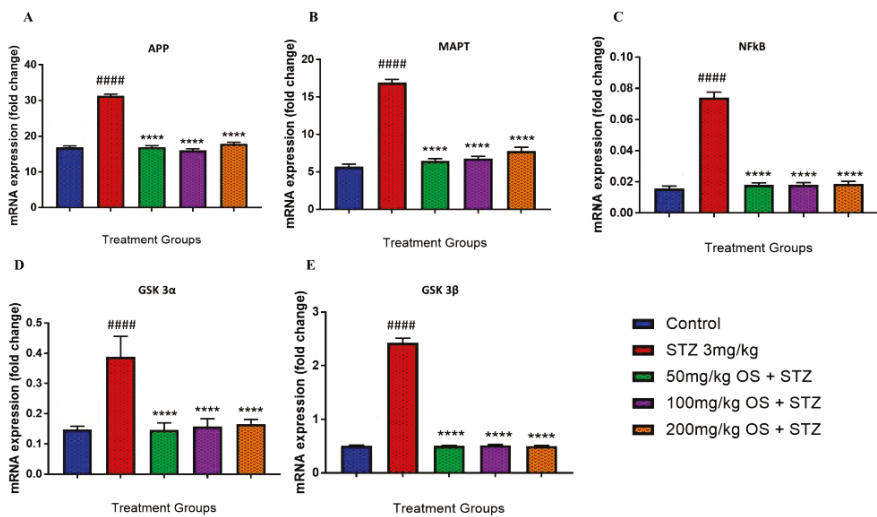 A
APP
mRNA expression (fold change)
40
30
20
10
0
####
****
****
****
Treatment Groups
B
MAPT
mRNA expression (fold change)
20
15
10
5
0
####
****
****
****
Treatment Groups
C
NFkB
mRNA expression (fold change)
0.10
0.08
0.06
0.04
0.02
0.00
####
****
****
****
Treatment Groups
D
GSK 3α
mRNA expression (fold change)
0.5
0.4
0.3
0.2
0.1
0.0
####
****
****
****
Treatment Groups
E
GSK 3β
mRNA expression (fold change)
3
2
1
0
####
****
****
****
Treatment Groups
Control
STZ 3mg/kg
50mg/kg OS + STZ
100mg/kg OS + STZ
200mg/kg OS + STZ